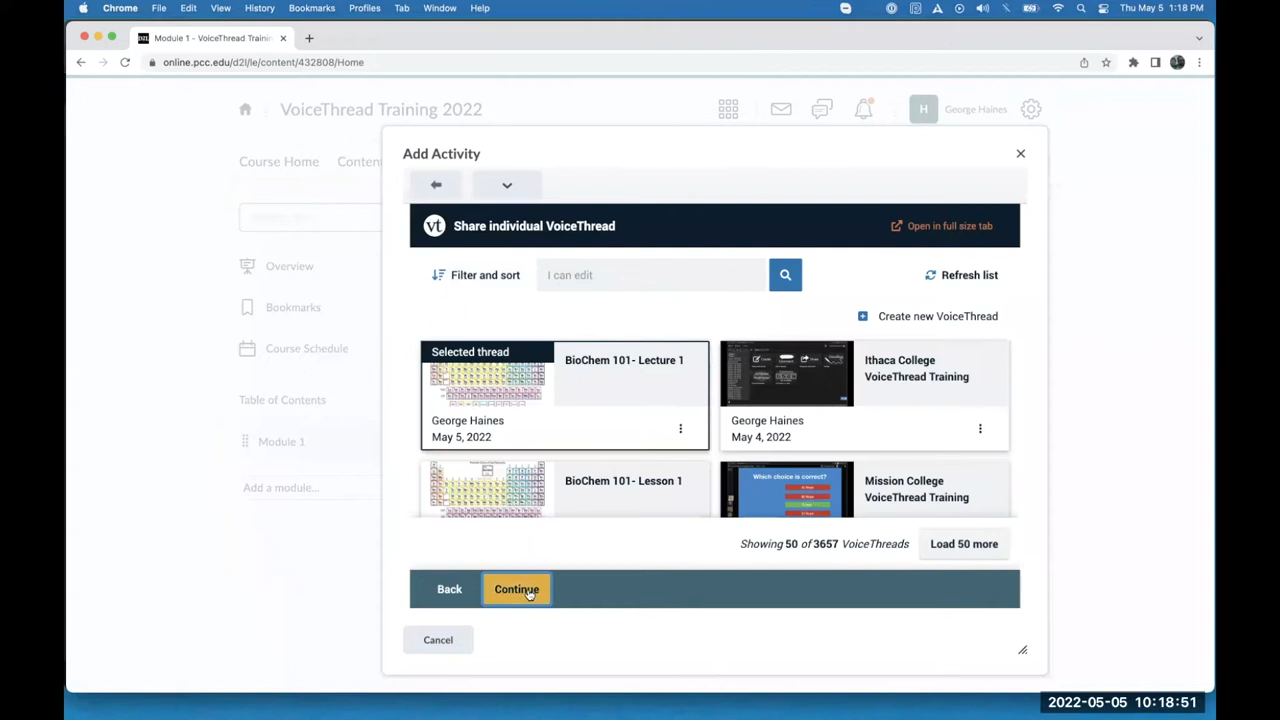 Chrome File Edit View History Bookmarks Profiles Tab Window Help Thu May 5 1:18 PM
D2L Module 1 - VoiceThread Trainin
online.pcc.edu/d2l/le/content/432808/Home
VoiceThread Training 2022
H George Haines
Course Home Conten
Add Activity
vt Share individual VoiceThread Open in full size tab
Overview
Filter and sort I can edit Refresh list
Bookmarks
Create new VoiceThread
Course Schedule
Selected thread BioChem 101- Lecture 1 Ithaca College
VoiceThread Training
Table of Contents
George Haines George Haines
May 5, 2022 May 4, 2022
Module 1
BioChem 101- Lesson 1 Which choice is correct? Mission College
VoiceThread Training
Add a module...
Showing 50 of 3657 VoiceThreads Load 50 more
Back Continue
Cancel
2022-05-05 10:18:51